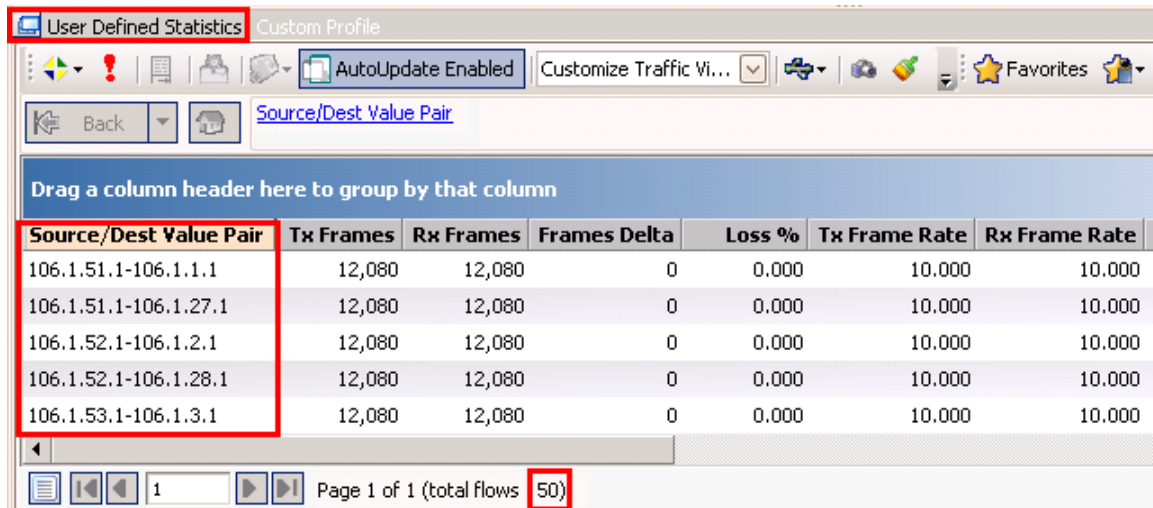 User Defined Statistics Custom Profile
AutoUpdate Enabled Customize Traffic Vi... Favorites
Back Source/Dest Value Pair
Drag a column header here to group by that column
Source/Dest Value Pair Tx Frames Rx Frames Frames Delta Loss % Tx Frame Rate Rx Frame Rate
106.1.51.1-106.1.1.1 12,080 12,080 0 0.000 10.000 10.000
106.1.51.1-106.1.27.1 12,080 12,080 0 0.000 10.000 10.000
106.1.52.1-106.1.2.1 12,080 12,080 0 0.000 10.000 10.000
106.1.52.1-106.1.28.1 12,080 12,080 0 0.000 10.000 10.000
106.1.53.1-106.1.3.1 12,080 12,080 0 0.000 10.000 10.000
1 Page 1 of 1 (total flows 50)